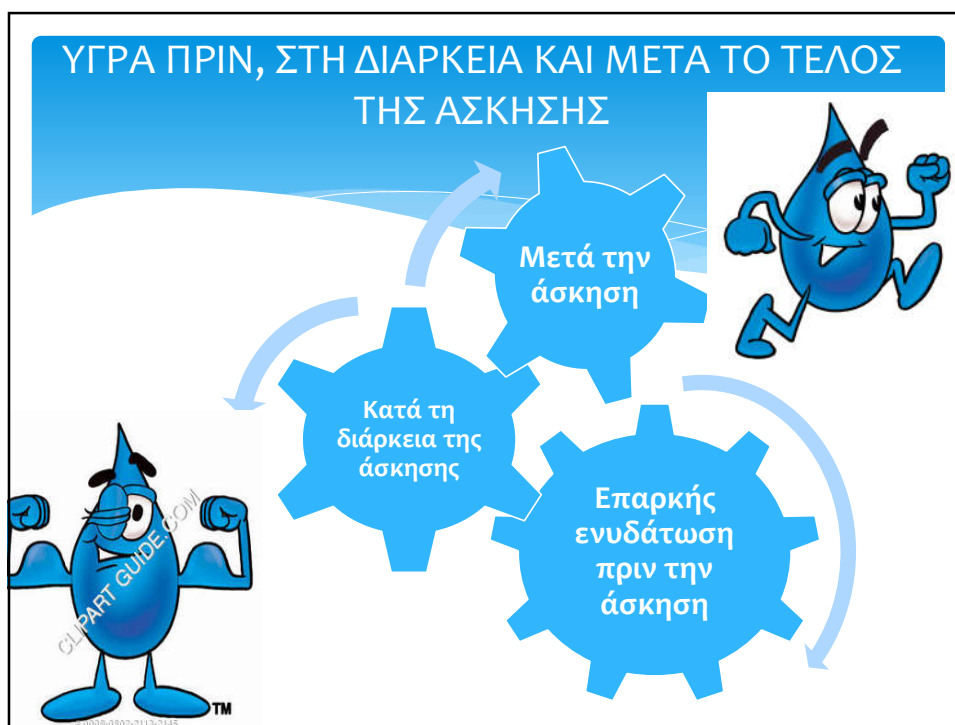 ΥΓΡΑ ΠΡΙΝ, ΣΤΗ ΔΙΑΡΚΕΙΑ ΚΑΙ ΜΕΤΑ ΤΟ ΤΕΛΟΣ
ΤΗΣ ΑΣΚΗΣΗΣ
Μετά την
άσκηση
Κατά τη
διάρκεια της
άσκησης
Επαρκής
ενυδάτωση
πριν την
άσκηση
CLIPART GUIDE.COM
TM